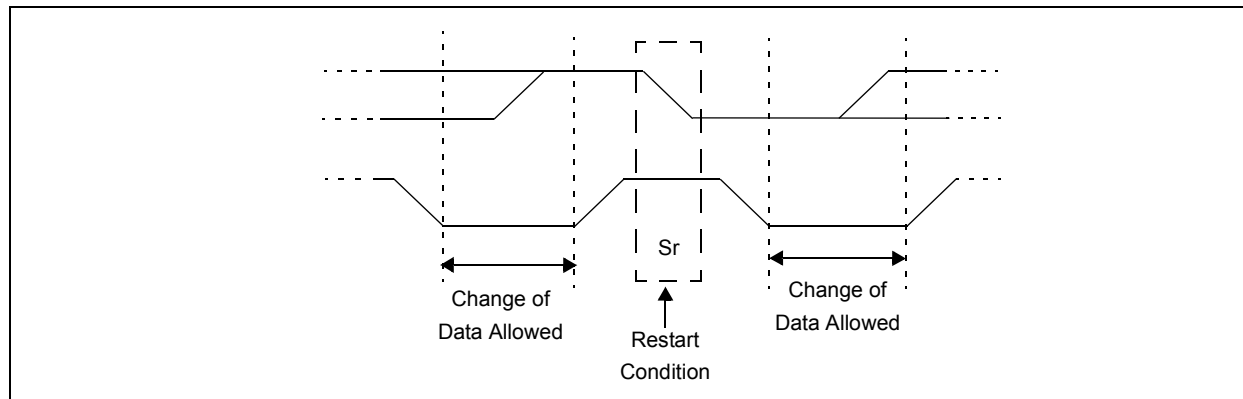 Sr
Change of
Data Allowed
Restart
Condition
Change of
Data Allowed